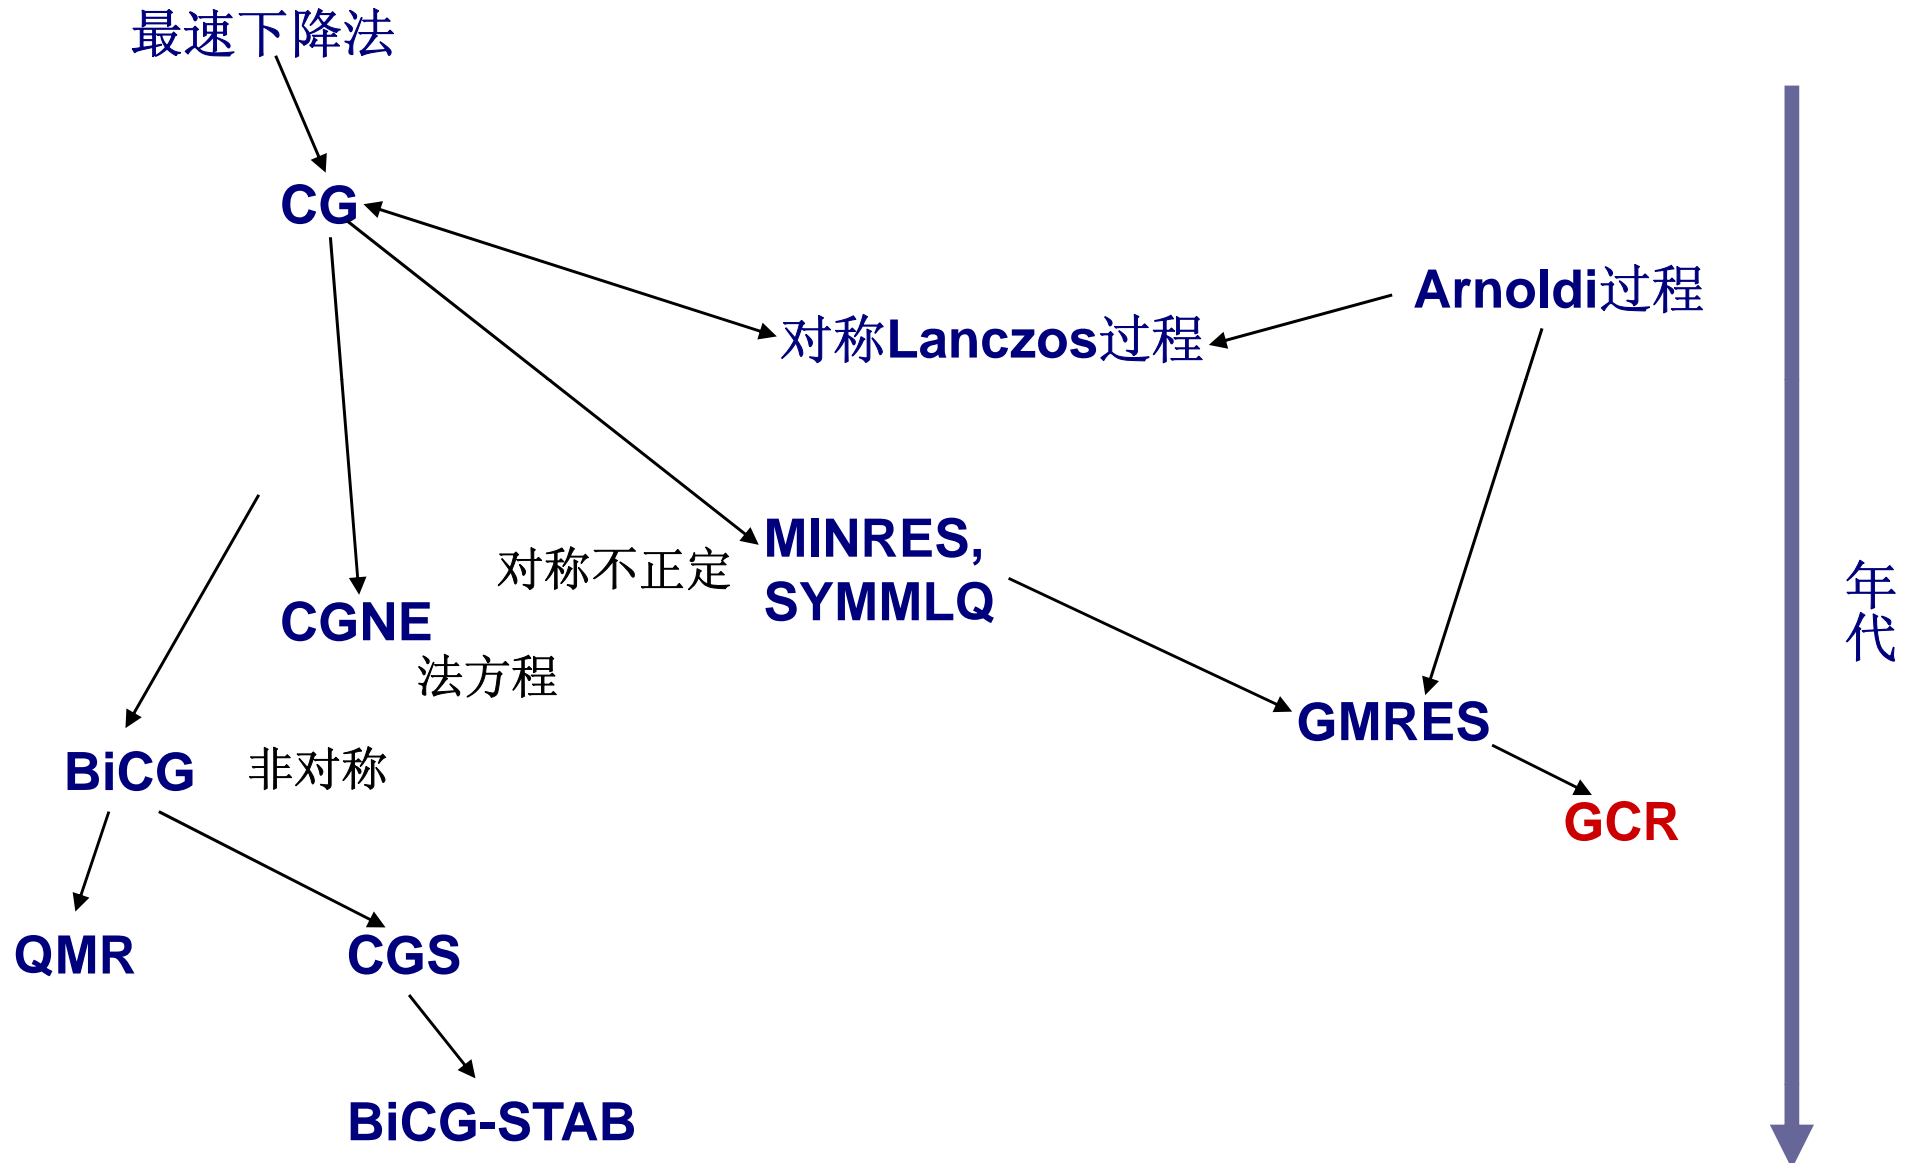 最速下降法
CG
Arnoldi过程
对称Lanczos过程
MINRES,
对称不正定
SYMMLQ
CGNE
法方程
年代
GMRES
BiCG
非对称
GCR
QMR
CGS
BiCG-STAB